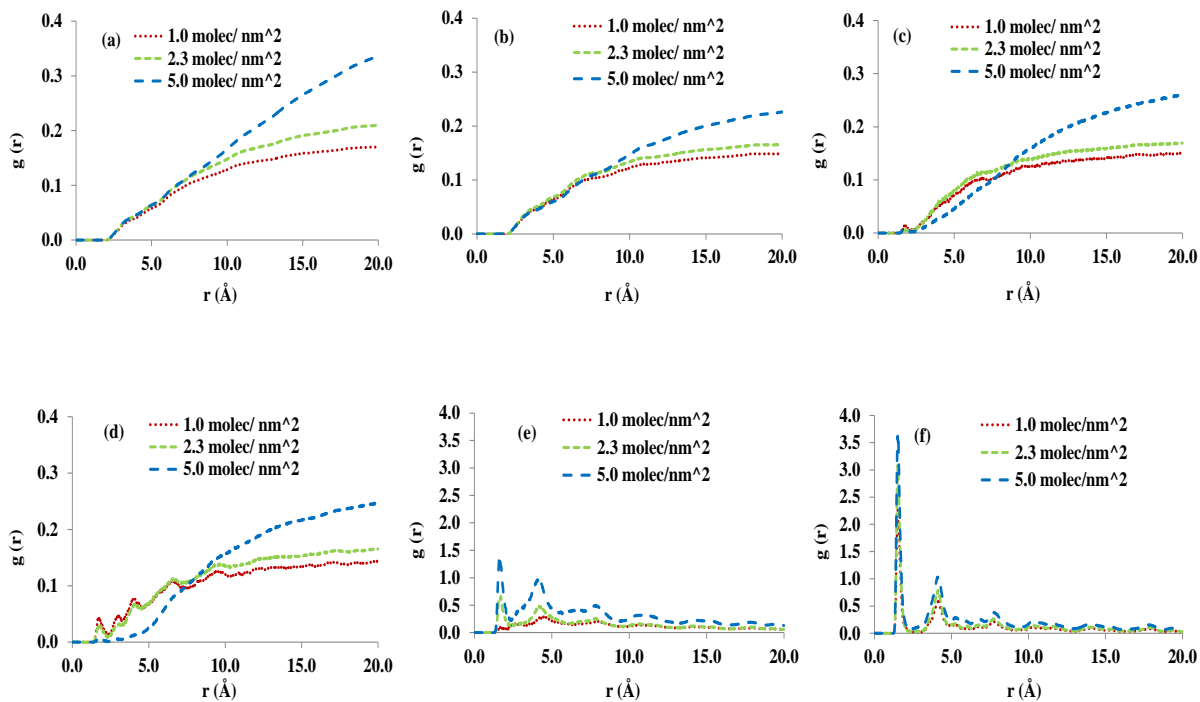 (a)
1.0 molec/ nm^2
2.3 molec/ nm^2
5.0 molec/ nm^2
0.4
0.3
0.2
0.1
0.0
g (r)
0.0 5.0 10.0 15.0 20.0
r (Å)
(b)
1.0 molec/ nm^2
2.3 molec/ nm^2
5.0 molec/ nm^2
0.4
0.3
0.2
0.1
0.0
g (r)
0.0 5.0 10.0 15.0 20.0
r (Å)
(c)
1.0 molec/ nm^2
2.3 molec/ nm^2
5.0 molec/ nm^2
0.4
0.3
0.2
0.1
0.0
g (r)
0.0 5.0 10.0 15.0 20.0
r (Å)
(d)
1.0 molec/ nm^2
2.3 molec/ nm^2
5.0 molec/ nm^2
0.4
0.3
0.2
0.1
0.0
g (r)
0.0 5.0 10.0 15.0 20.0
r (Å)
(e)
1.0 molec/nm^2
2.3 molec/nm^2
5.0 molec/nm^2
4.0
3.5
3.0
2.5
2.0
1.5
1.0
0.5
0.0
g (r)
0.0 5.0 10.0 15.0 20.0
r (Å)
(f)
1.0 molec/nm^2
2.3 molec/nm^2
5.0 molec/nm^2
4.0
3.5
3.0
2.5
2.0
1.5
1.0
0.5
0.0
g (r)
0.0 5.0 10.0 15.0 20.0
r (Å)